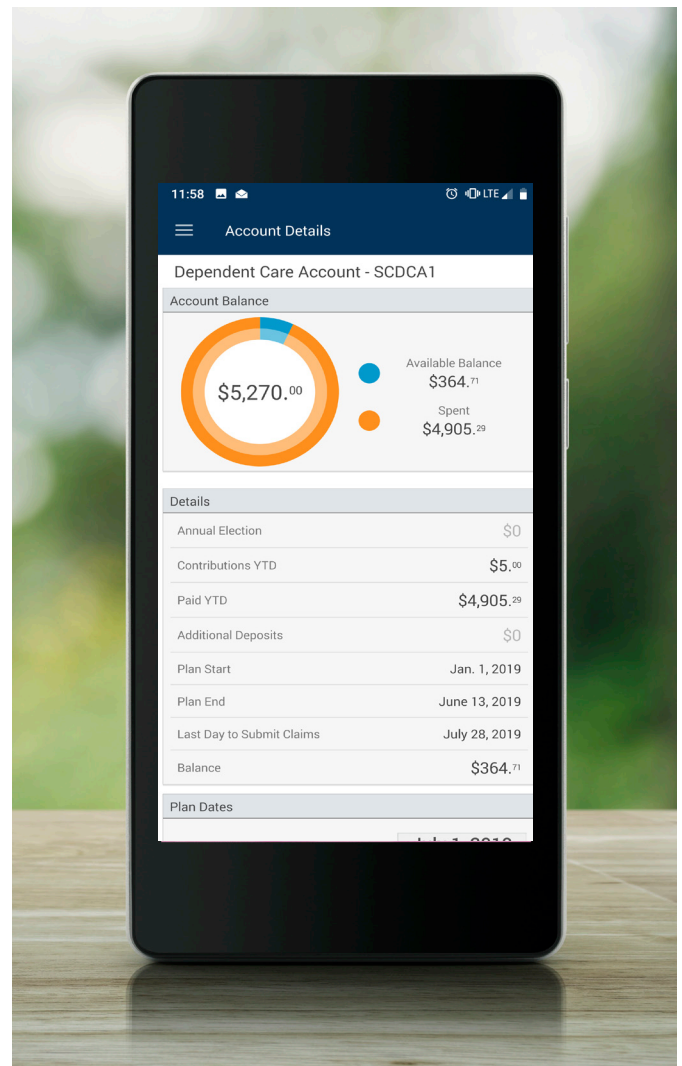 11:58 LTE
Account Details
Dependent Care Account - SCDCA1
Account Balance
$5,270.00
Available Balance
$364.71
Spent
$4,905.29
Details
Annual Election $0
Contributions YTD $5.00
Paid YTD $4,905.29
Additional Deposits $0
Plan Start Jan. 1, 2019
Plan End June 13, 2019
Last Day to Submit Claims July 28, 2019
Balance $364.71
Plan Dates